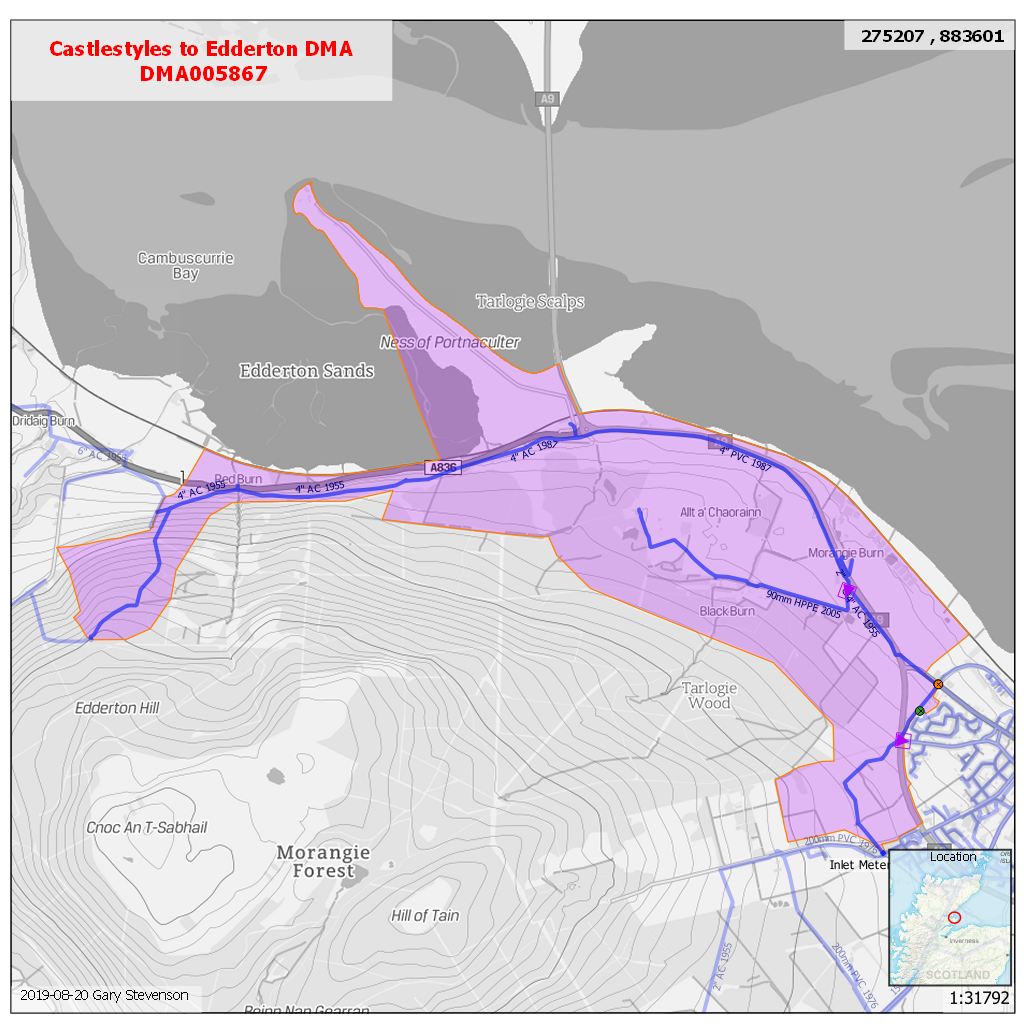 Castlestyles to Edderton DMA
DMA005867
275207 , 883601
A9
Cambuscurrie
Bay
Tarlogie Scalps
Ness of Portnaculter
Edderton Sands
Dridaig Burn
6" AC 1955
A836
4" AC 1987
A9
4" PVC 1987
Red Burn
4" AC 1955
4" AC 1955
Allt a' Chaorainn
Morangie Burn
90mm HPPE 2005
4" AC 1955
Black Burn
Tarlogie
Wood
Edderton Hill
Cnoc An T-Sabhail
Morangie
Forest
Hill of Tain
200mm PVC 1976
Inlet Meter
2" AC 1955
200mm PVC 1976
Location
Inverness
SCOTLAND
2019-08-20 Gary Stevenson
1:31792
Beinn Nan Gearran